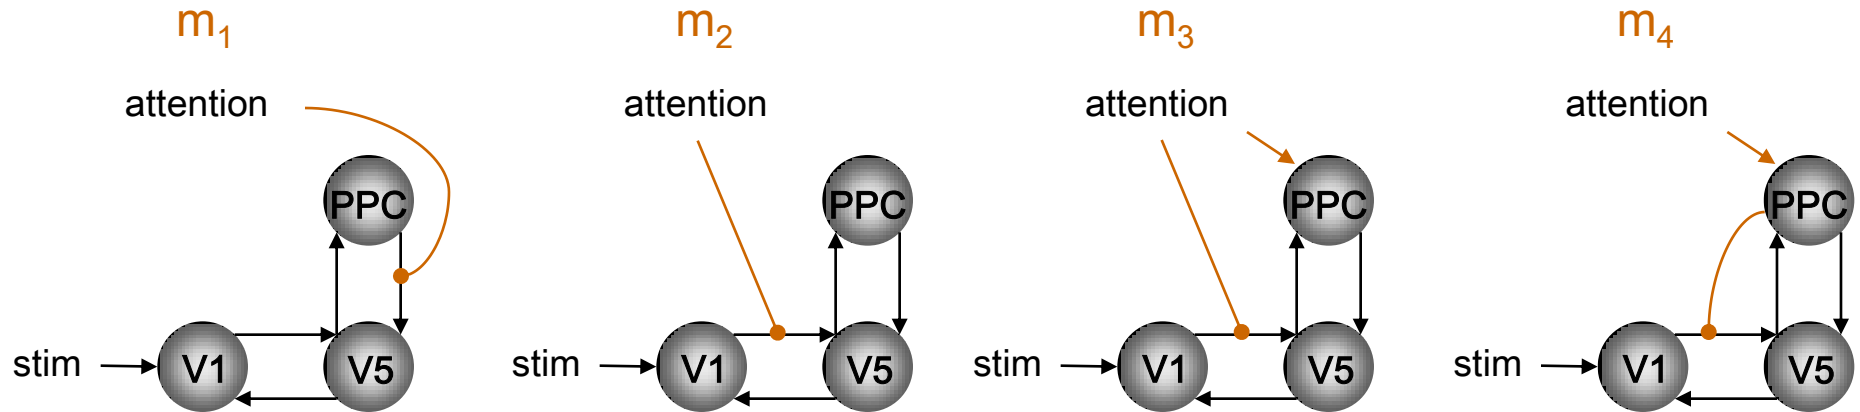 m1 m2 m3 m4
attention attention attention attention
PPC PPC PPC PPC
stim V1 V5 stim V1 V5 stim V1 V5 stim V1 V5